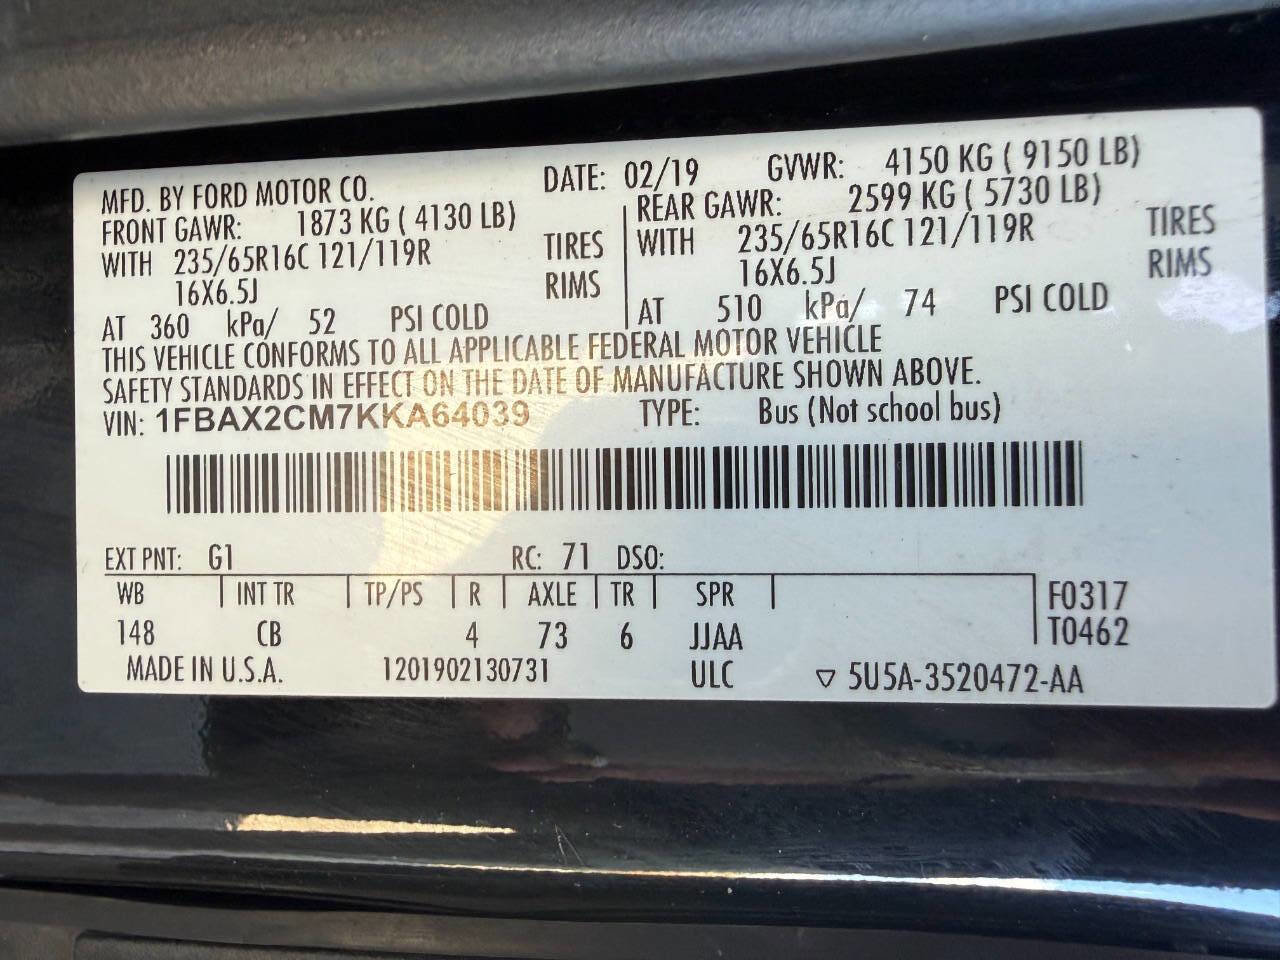 MFD. BY FORD MOTOR CO. DATE: 02/19 GVWR: 4150 KG ( 9150 LB)
FRONT GAWR: 1873 KG ( 4130 LB) REAR GAWR: 2599 KG ( 5730 LB)
WITH 235/65R16C 121/119R TIRES WITH 235/65R16C 121/119R TIRES
16X6.5J RIMS 16X6.5J RIMS
AT 360 kPa/ 52 PSI COLD AT 510 kPa/ 74 PSI COLD
THIS VEHICLE CONFORMS TO ALL APPLICABLE FEDERAL MOTOR VEHICLE
SAFETY STANDARDS IN EFFECT ON THE DATE OF MANUFACTURE SHOWN ABOVE.
VIN: 1FBAX2CM7KKA64039 TYPE: Bus (Not school bus)
EXT PNT: G1 RC: 71 DSO:
WB INT TR TP/PS R AXLE TR SPR F0317
148 CB 4 73 6 JJAA T0462
MADE IN U.S.A. 1201902130731 ULC ▽ 5U5A-3520472-AA